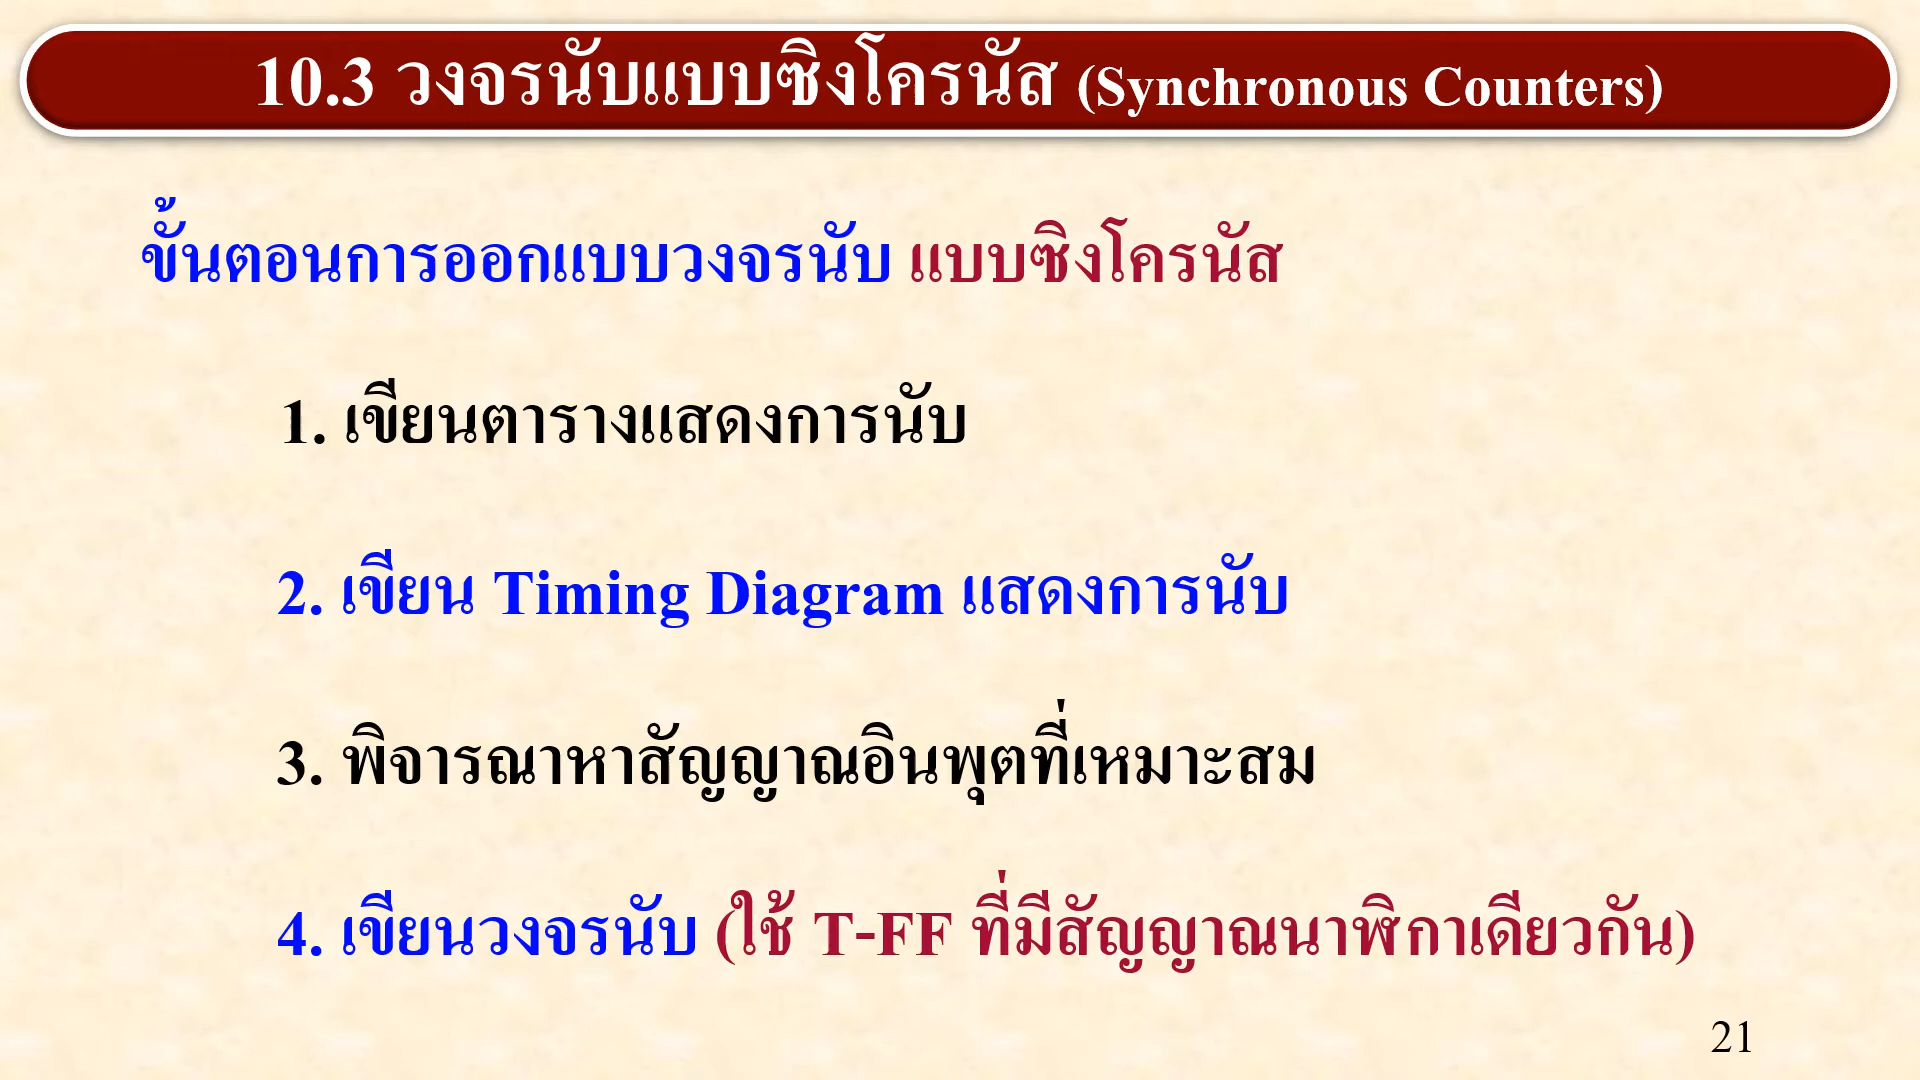 10.3 วงจรนับแบบซิงโครนัส (Synchronous Counters)
ขั้นตอนการออกแบบวงจรนับ แบบซิงโครนัส
1. เขียนตารางแสดงการนับ
2. เขียน Timing Diagram แสดงการนับ
3. พิจารณาหาสัญญาณอินพุตที่เหมาะสม
4. เขียนวงจรนับ (ใช้ T-FF ที่มีสัญญาณนาฬิกาเดียวกัน)
21